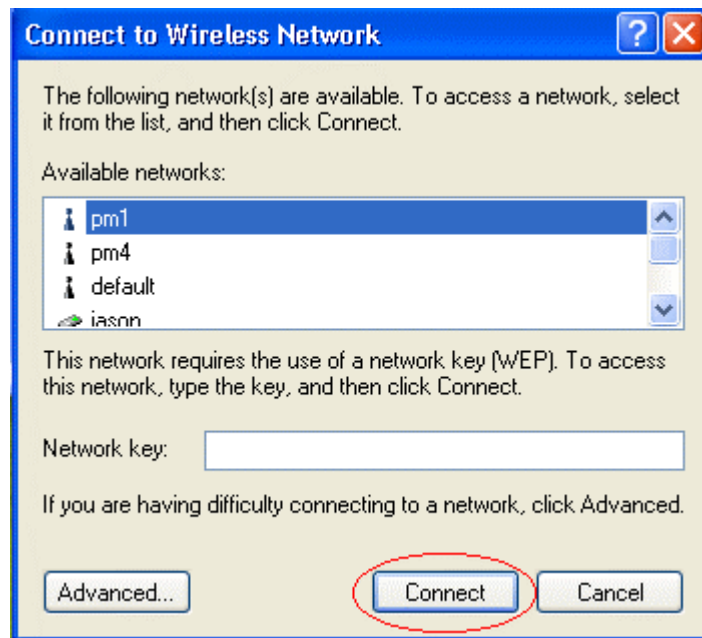 Connect to Wireless Network
The following network(s) are available. To access a network, select
it from the list, and then click Connect.
Available networks:
pm1
pm4
default
jason
This network requires the use of a network key (WEP). To access
this network, type the key, and then click Connect.
Network key:
If you are having difficulty connecting to a network, click Advanced.
Advanced...
Connect
Cancel